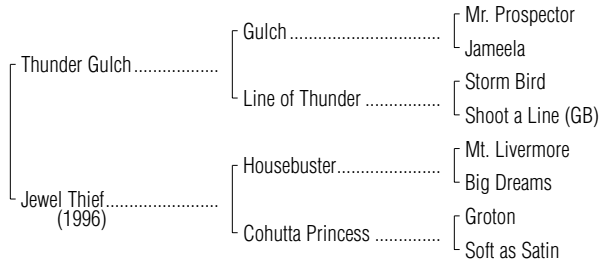 Mr. Prospector
Gulch
Jameela
Thunder Gulch
Storm Bird
Line of Thunder
Shoot a Line (GB)
Mt. Livermore
Housebuster
Big Dreams
Jewel Thief
(1996)
Groton
Cohutta Princess
Soft as Satin